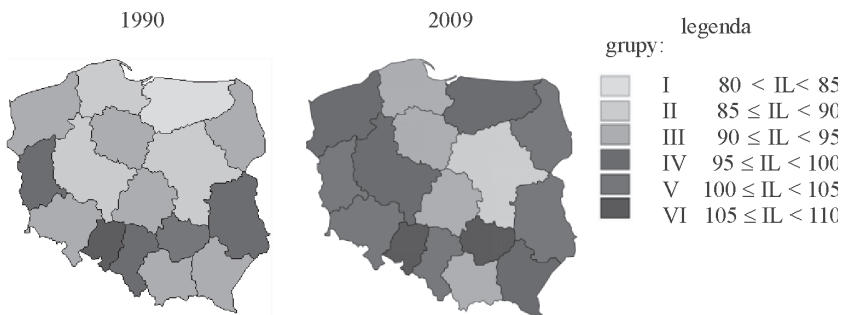 1990
2009
legenda
grupy:
I 80 < IL< 85
II 85 ≤ IL < 90
III 90 ≤ IL < 95
IV 95 ≤ IL < 100
V 100 ≤ IL < 105
VI 105 ≤ IL < 110